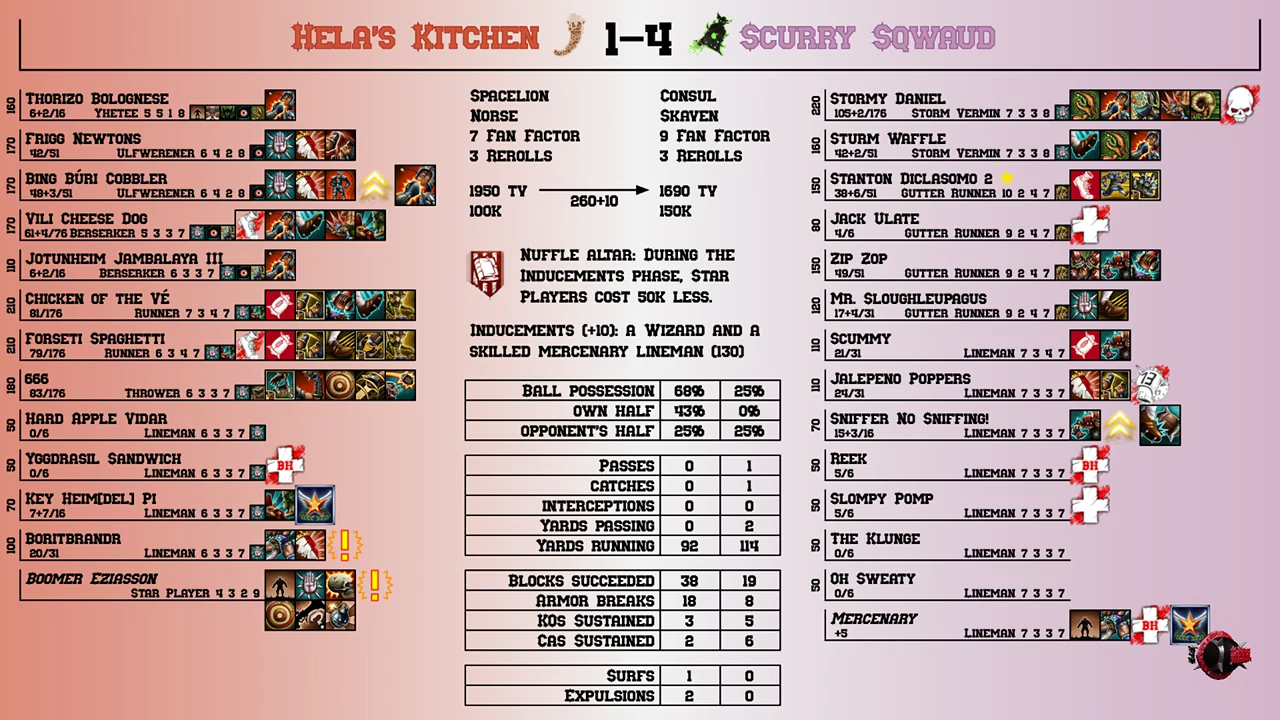 HELA'S KITCHEN 1-4 SCURRY SQWAUD
160 THORIZO BOLOGNESE
6+2/16 YHETEE 5 5 1 8
170 FRIGG NEWTONS
42/51 ULFWERENER 6 4 2 8
170 BING BÚRI COBBLER
48+3/51 ULFWERENER 6 4 2 8
170 VILI CHEESE DOG
61+4/76 BERSERKER 5 3 3 7
110 JOTUNHEIM JAMBALAYA III
6+2/16 BERSERKER 6 3 3 7
210 CHICKEN OF THE VÉ
81/176 RUNNER 7 3 4 7
210 FORSETI SPAGHETTI
79/176 RUNNER 6 3 4 7
180 666
83/176 THROWER 6 3 3 7
50 HARD APPLE VIDAR
0/6 LINEMAN 6 3 3 7
50 YGGDRASIL SANDWICH
0/6 LINEMAN 6 3 3 7
BH
70 KEY HEIM[DEL] PI
7+7/16 LINEMAN 6 3 3 7
100 BORITBRANDR
20/31 LINEMAN 6 3 3 7
!
BOOMER EZIASSON
STAR PLAYER 4 3 2 9
!
SPACELION CONSUL
NORSE SKAVEN
7 FAN FACTOR 9 FAN FACTOR
3 REROLLS 3 REROLLS
1950 TV 260+10 1690 TV
100K 150K
NUFFLE ALTAR: DURING THE
INDUCEMENTS PHASE, STAR
PLAYERS COST 50K LESS.
INDUCEMENTS (+10): A WIZARD AND A
SKILLED MERCENARY LINEMAN (130)
BALL POSSESSION 68% 25%
OWN HALF 43% 0%
OPPONENT'S HALF 25% 25%
PASSES 0 1
CATCHES 0 1
INTERCEPTIONS 0 0
YARDS PASSING 0 2
YARDS RUNNING 92 114
BLOCKS SUCCEEDED 38 19
ARMOR BREAKS 18 8
KOS SUSTAINED 3 5
CAS SUSTAINED 2 6
SURFS 1 0
EXPULSIONS 2 0
220 STORMY DANIEL
105+2/176 STORM VERMIN 7 3 3 8
160 STURM WAFFLE
42+2/51 STORM VERMIN 7 3 3 8
150 STANTON DICLASOMO 2
38+6/51 GUTTER RUNNER 10 2 4 7
80 JACK ULATE
4/6 GUTTER RUNNER 9 2 4 7
150 ZIP ZOP
49/51 GUTTER RUNNER 9 2 4 7
120 MR. SLOUGHLEUPAGUS
17+4/31 GUTTER RUNNER 9 2 4 7
110 SCUMMY
21/31 LINEMAN 7 3 4 7
110 JALEPENO POPPERS
24/31 LINEMAN 7 3 3 7
13
70 SNIFFER NO SNIFFING!
15+3/16 LINEMAN 7 3 3 7
50 REEK
5/6 LINEMAN 7 3 3 7
BH
50 SLOMPY POMP
5/6 LINEMAN 7 3 3 7
50 THE KLUNGE
0/6 LINEMAN 7 3 3 7
50 OH SWEATY
0/6 LINEMAN 7 3 3 7
MERCENARY
+5 LINEMAN 7 3 3 7
BH